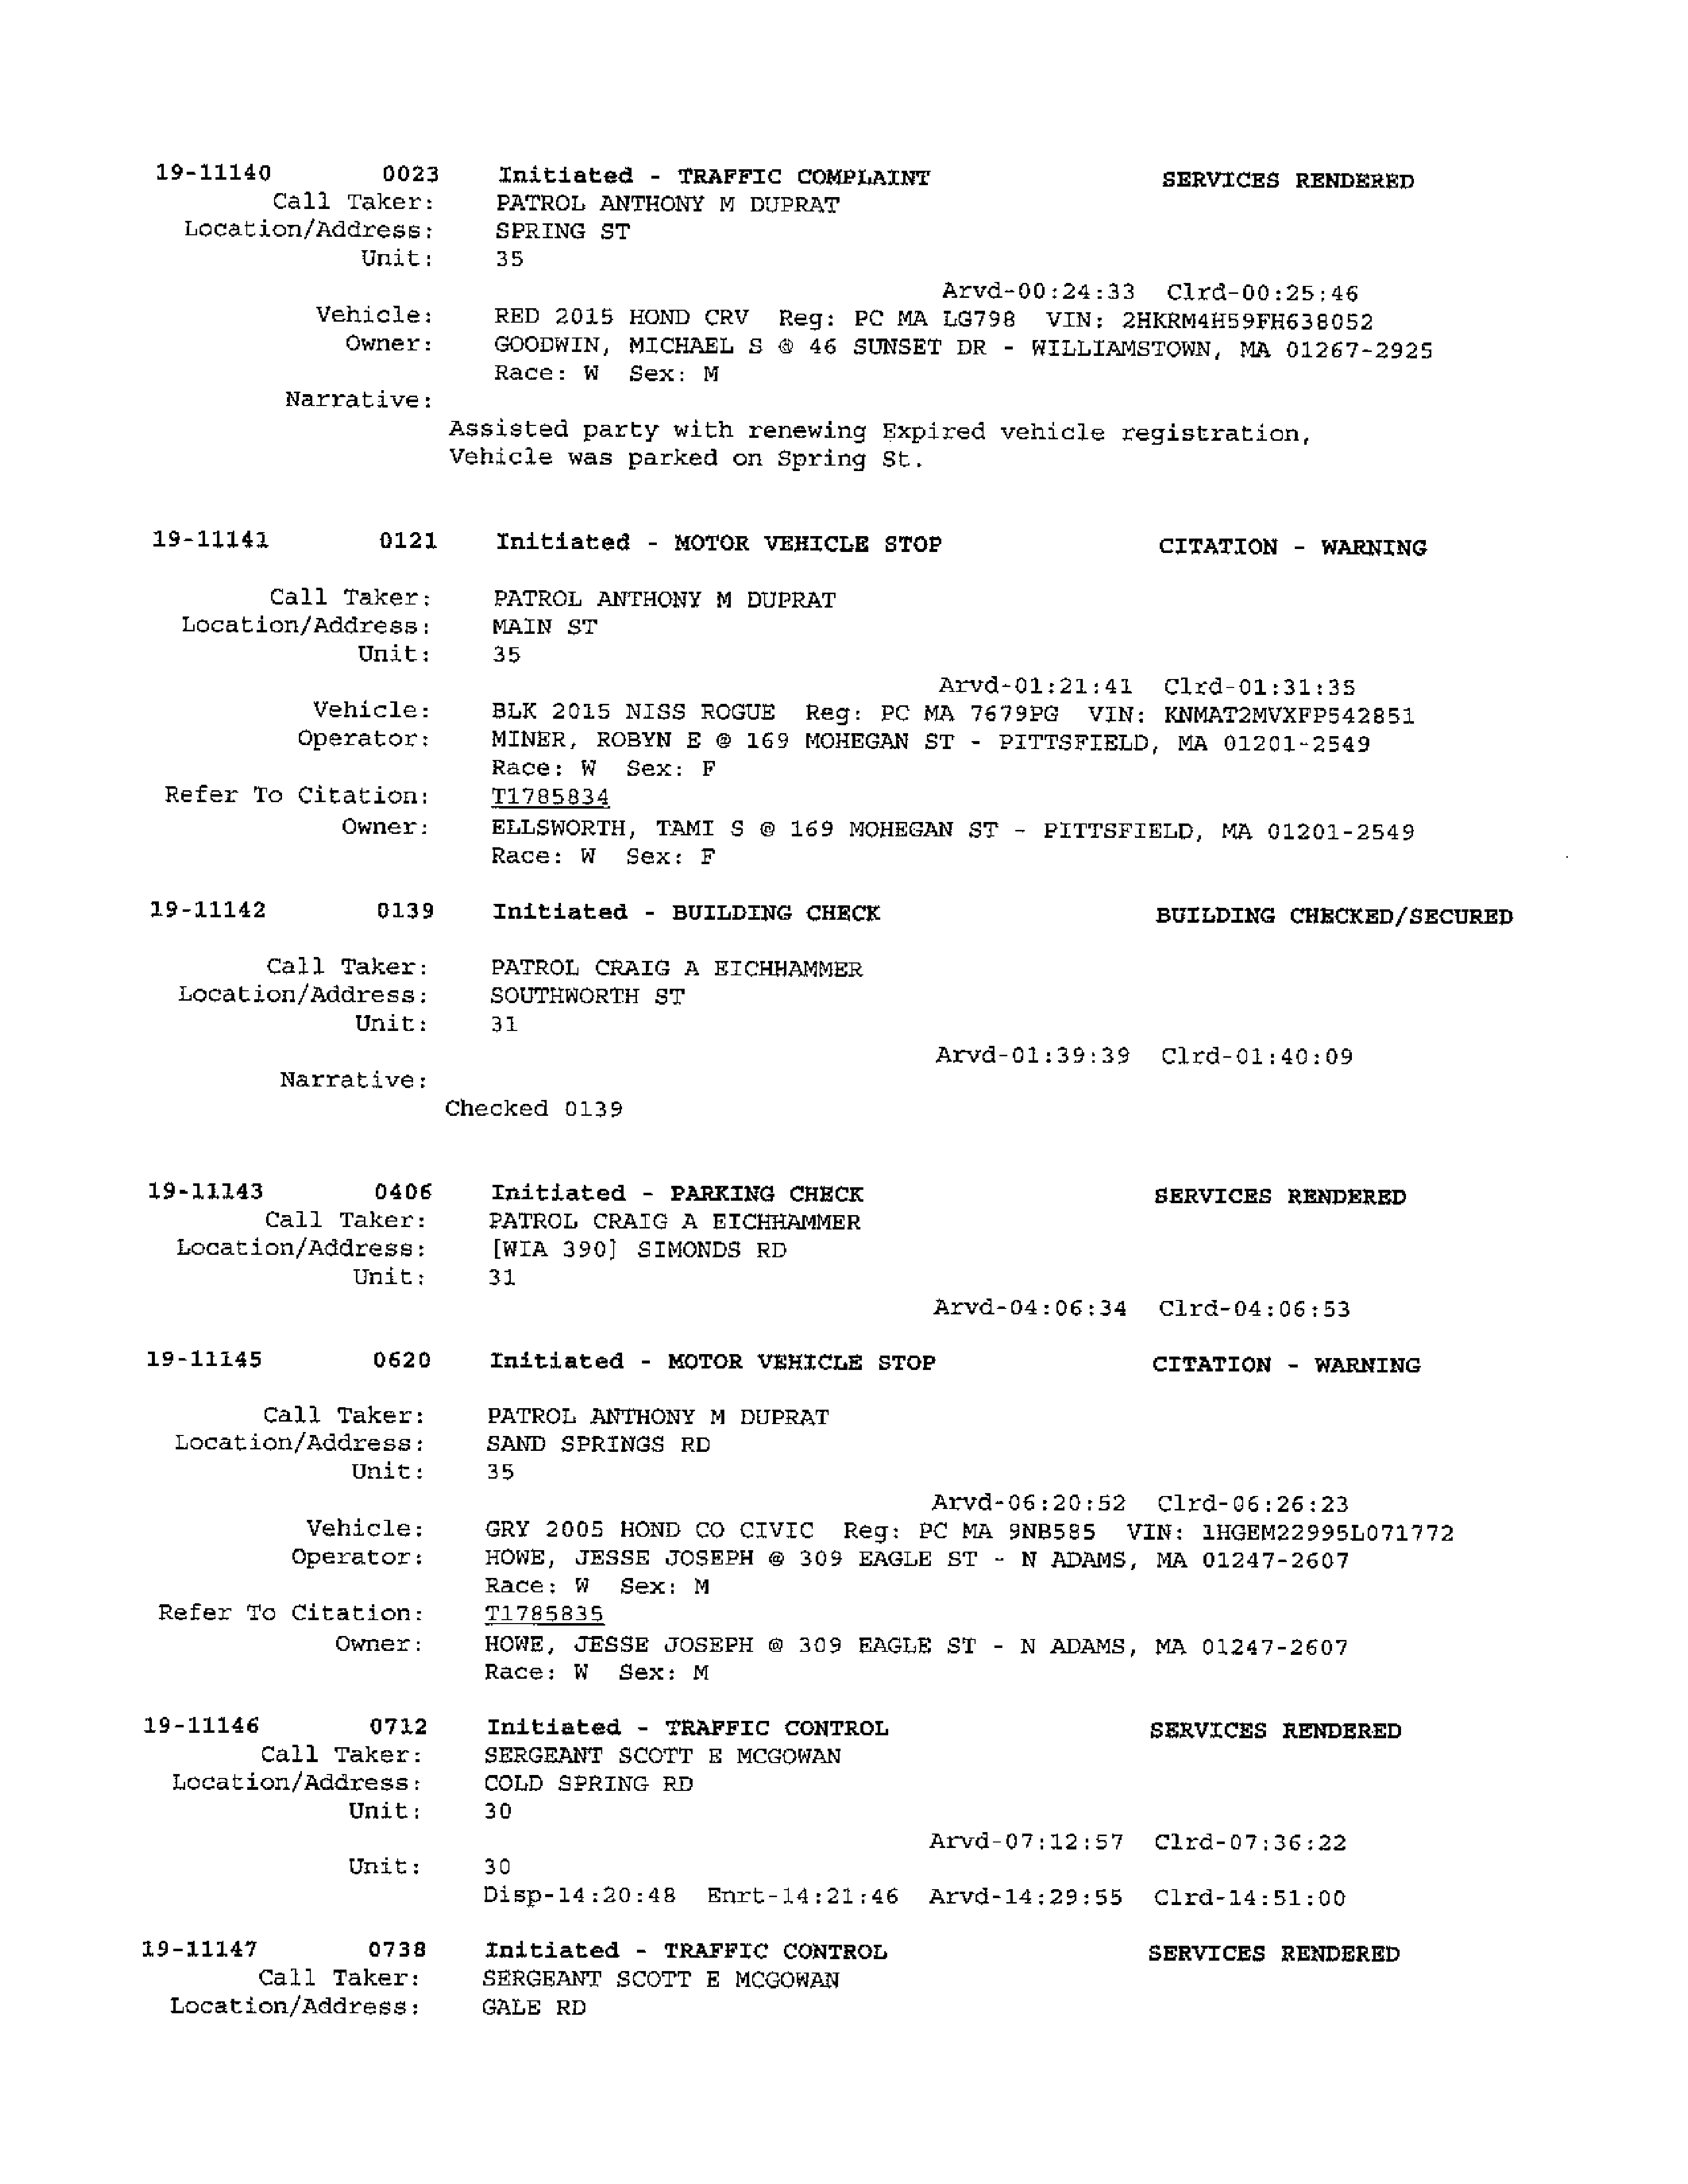 19-11140 0023 Initiated - TRAFFIC COMPLAINT SERVICES RENDERED
Call Taker: PATROL ANTHONY M DUPRAT
Location/Address: SPRING ST
Unit: 35
Arvd-00:24:33 Clrd-00:25:46
Vehicle: RED 2015 HOND CRV Reg: PC MA LG798 VIN: 2HKRM4H59FH638052
Owner: GOODWIN, MICHAEL S @ 46 SUNSET DR - WILLIAMSTOWN, MA 01267-2925
Race: W Sex: M
Narrative:
Assisted party with renewing Expired vehicle registration,
Vehicle was parked on Spring St.
19-11141 0121 Initiated - MOTOR VEHICLE STOP CITATION - WARNING
Call Taker: PATROL ANTHONY M DUPRAT
Location/Address: MAIN ST
Unit: 35
Arvd-01:21:41 Clrd-01:31:35
Vehicle: BLK 2015 NISS ROGUE Reg: PC MA 7679PG VIN: KNMAT2MVXFP542851
Operator: MINER, ROBYN E @ 169 MOHEGAN ST - PITTSFIELD, MA 01201-2549
Race: W Sex: F
Refer To Citation: T1785834
Owner: ELLSWORTH, TAMI S @ 169 MOHEGAN ST - PITTSFIELD, MA 01201-2549
Race: W Sex: F
19-11142 0139 Initiated - BUILDING CHECK BUILDING CHECKED/SECURED
Call Taker: PATROL CRAIG A EICHHAMMER
Location/Address: SOUTHWORTH ST
Unit: 31
Arvd-01:39:39 Clrd-01:40:09
Narrative:
Checked 0139
19-11143 0406 Initiated - PARKING CHECK SERVICES RENDERED
Call Taker: PATROL CRAIG A EICHHAMMER
Location/Address: [WIA 390] SIMONDS RD
Unit: 31
Arvd-04:06:34 Clrd-04:06:53
19-11145 0620 Initiated - MOTOR VEHICLE STOP CITATION - WARNING
Call Taker: PATROL ANTHONY M DUPRAT
Location/Address: SAND SPRINGS RD
Unit: 35
Arvd-06:20:52 Clrd-06:26:23
Vehicle: GRY 2005 HOND CO CIVIC Reg: PC MA 9NB585 VIN: 1HGEM22995L071772
Operator: HOWE, JESSE JOSEPH @ 309 EAGLE ST - N ADAMS, MA 01247-2607
Race: W Sex: M
Refer To Citation: T1785835
Owner: HOWE, JESSE JOSEPH @ 309 EAGLE ST - N ADAMS, MA 01247-2607
Race: W Sex: M
19-11146 0712 Initiated - TRAFFIC CONTROL SERVICES RENDERED
Call Taker: SERGEANT SCOTT E MCGOWAN
Location/Address: COLD SPRING RD
Unit: 30
Arvd-07:12:57 Clrd-07:36:22
Unit: 30
Disp-14:20:48 Enrt-14:21:46 Arvd-14:29:55 Clrd-14:51:00
19-11147 0738 Initiated - TRAFFIC CONTROL SERVICES RENDERED
Call Taker: SERGEANT SCOTT E MCGOWAN
Location/Address: GALE RD